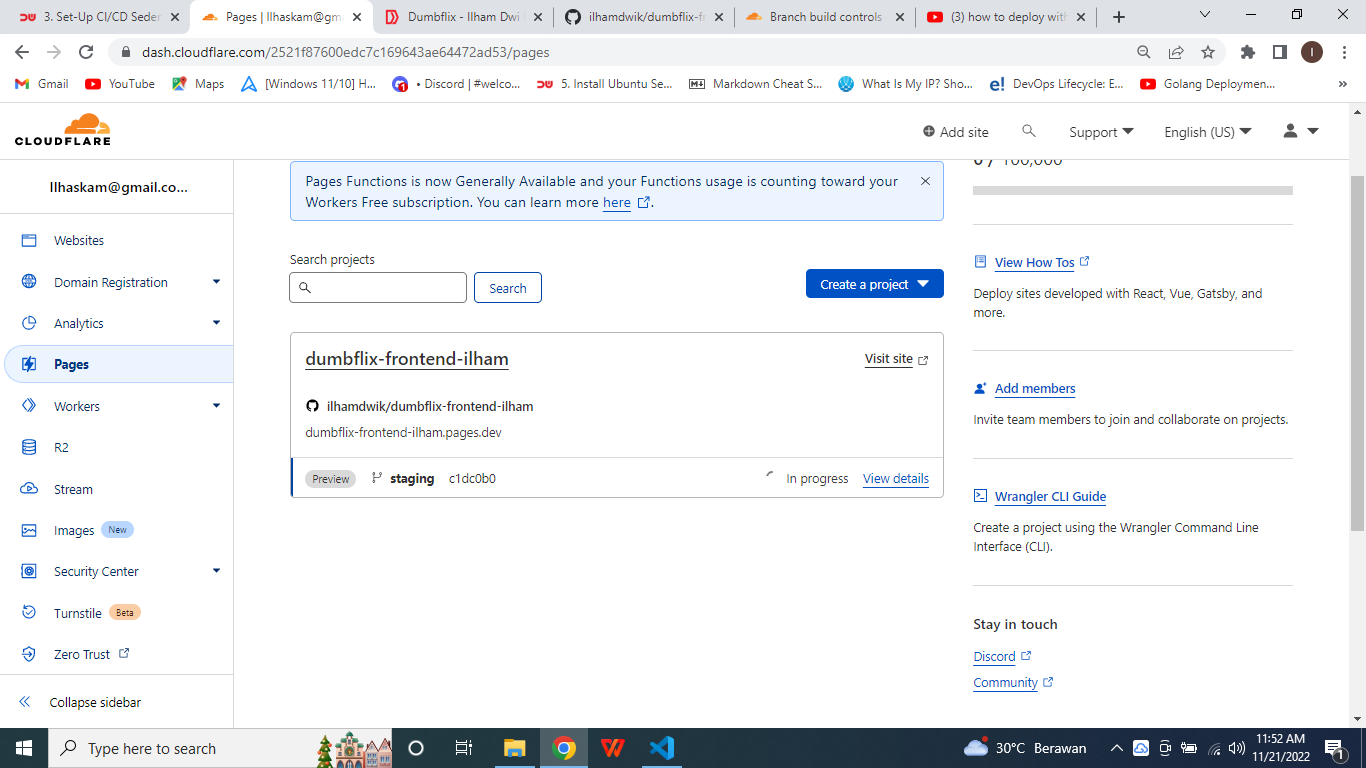 3. Set-Up CI/CD Seder
Pages | Ilhaskam@gma
Dumbflix - Ilham Dwi
ilhamdwik/dumbflix-fr
Branch build controls
(3) how to deploy with
dash.cloudflare.com/2521f87600edc7c169643ae64472ad53/pages
I
Gmail
YouTube
Maps
[Windows 11/10] H...
• Discord | #welco...
5. Install Ubuntu Se...
Markdown Cheat S...
What Is My IP? Sho...
DevOps Lifecycle: E...
Golang Deploymen...
»
CLOUDFLARE
Add site
Support
English (US)
Ilhaskam@gmail.co...
Websites
Domain Registration
Analytics
Pages
Workers
R2
Stream
Images New
Security Center
Turnstile Beta
Zero Trust
Collapse sidebar
Pages Functions is now Generally Available and your Functions usage is counting toward your
Workers Free subscription. You can learn more here.
Search projects
Search
Create a project
dumbflix-frontend-ilham
Visit site
ilhamdwik/dumbflix-frontend-ilham
dumbflix-frontend-ilham.pages.dev
Preview staging c1dc0b0 In progress View details
0 / 100,000
View How Tos
Deploy sites developed with React, Vue, Gatsby, and
more.
Add members
Invite team members to join and collaborate on projects.
Wrangler CLI Guide
Create a project using the Wrangler Command Line
Interface (CLI).
Stay in touch
Discord
Community
Type here to search
30°C Berawan
11:52 AM
11/21/2022
1